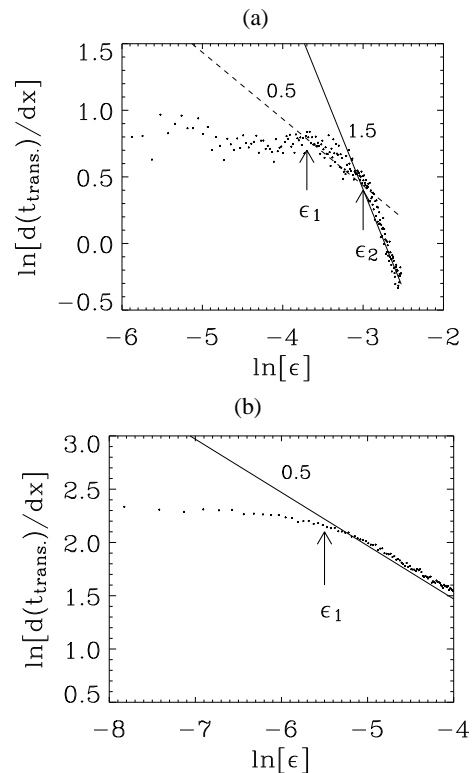 (a)
ln[d(t_trans.)/dx]
1.5
1.0
0.5
0.0
−0.5
0.5
1.5
ϵ₁
ϵ₂
−6 −5 −4 −3 −2
ln[ϵ]
(b)
ln[d(t_trans.)/dx]
3.0
2.5
2.0
1.5
1.0
0.5
0.5
ϵ₁
−8 −7 −6 −5 −4
ln[ϵ]